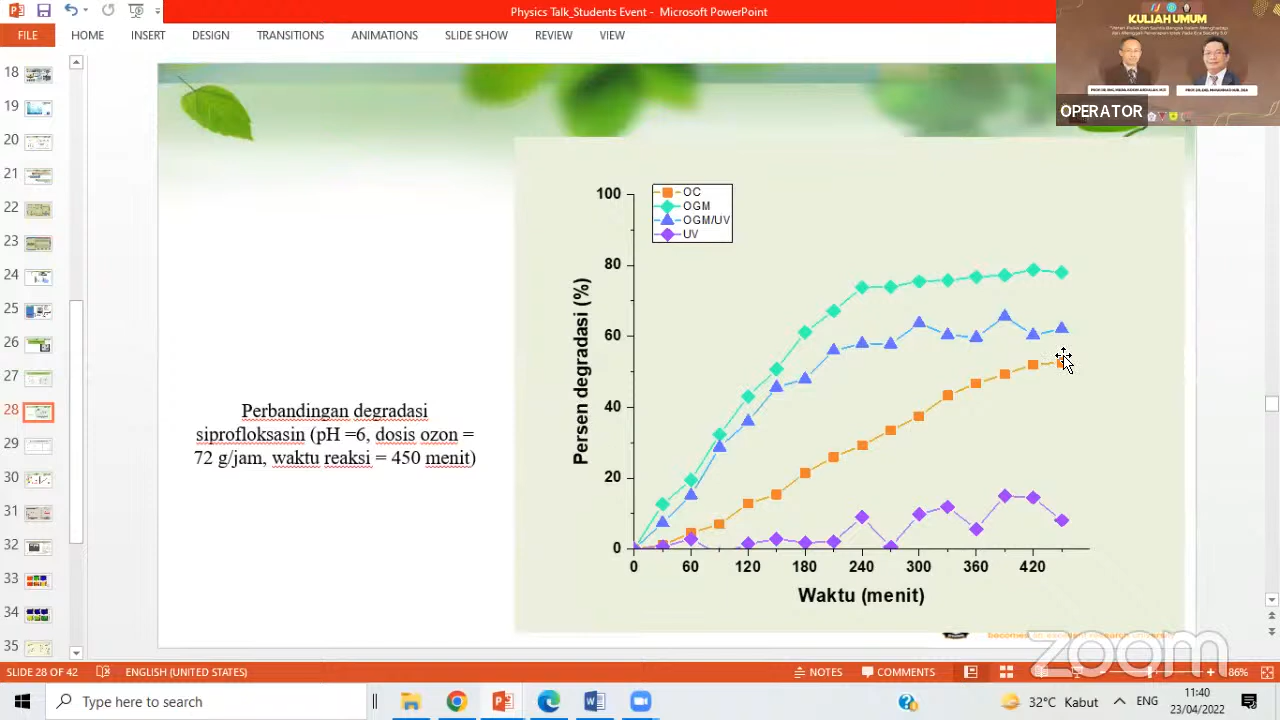 Physics Talk_Students Event - Microsoft PowerPoint
FILE
HOME
INSERT
DESIGN
TRANSITIONS
ANIMATIONS
SLIDE SHOW
REVIEW
VIEW
KULIAH UMUM
OPERATOR
18
19
20
21
22
23
24
25
26
27
28
29
30
31
32
33
34
35
Perbandingan degradasi
siprofloksasin (pH =6, dosis ozon =
72 g/jam, waktu reaksi = 450 menit)
OC
OGM
OGM/UV
UV
Persen degradasi (%)
100
80
60
40
20
0
0 60 120 180 240 300 360 420
Waktu (menit)
zoom
SLIDE 28 OF 42
ENGLISH (UNITED STATES)
NOTES
COMMENTS
86%
Type here to search
32°C Kabut
ENG
11:40
23/04/2022